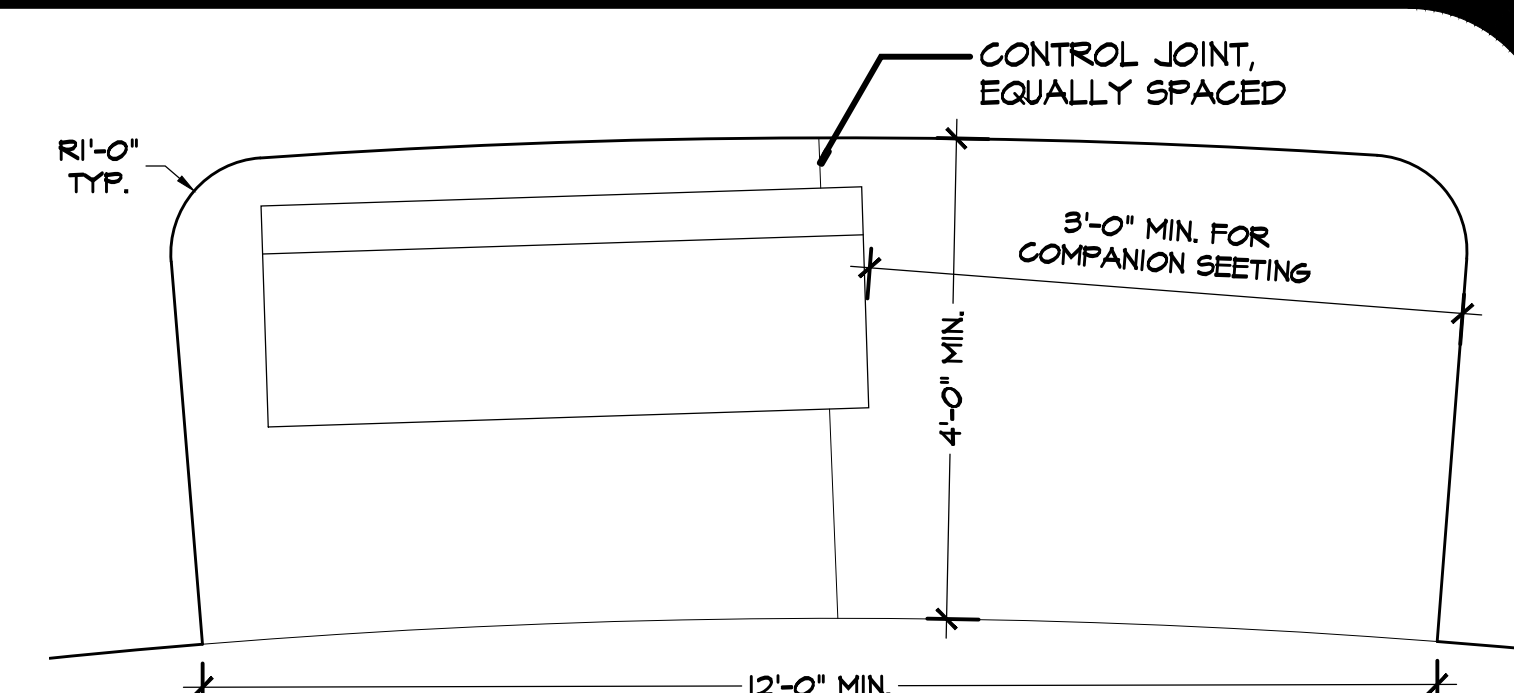 CONTROL JOINT,
EQUALLY SPACED
R1'-0"
TYP.
3'-0" MIN. FOR
COMPANION SEETING
4'-0" MIN.
12'-0" MIN.